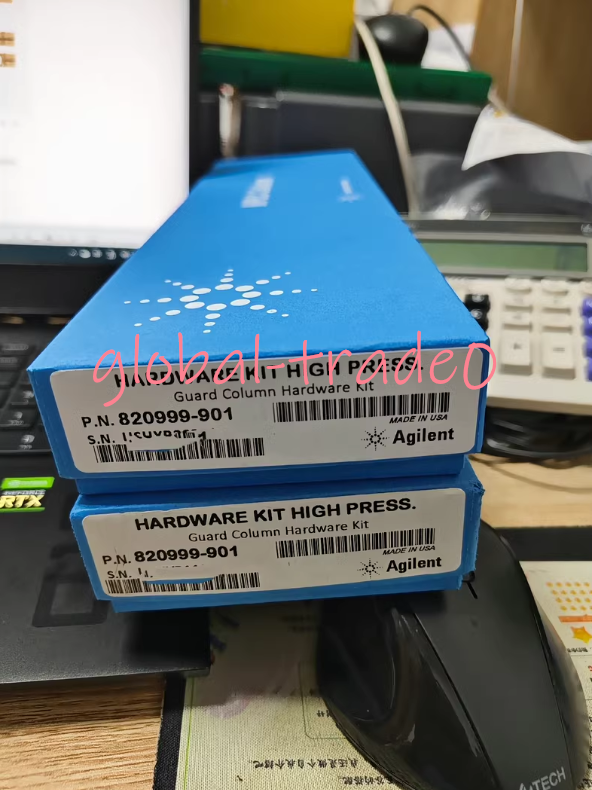 global-trade0
HARDWARE KIT HIGH PRESS.
Guard Column Hardware Kit
P.N. 820999-901
MADE IN USA
S.N.
Agilent
HARDWARE KIT HIGH PRESS.
Guard Column Hardware Kit
P.N. 820999-901
MADE IN USA
S.N.
Agilent
RTX
TECH